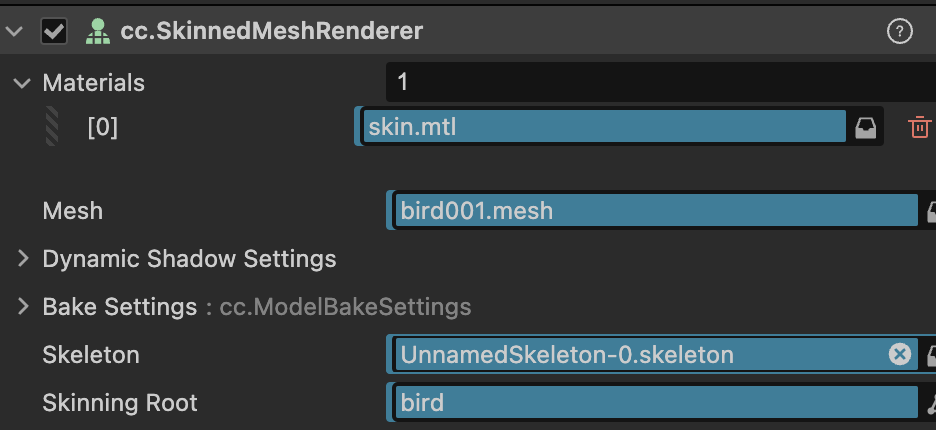 cc.SkinnedMeshRenderer ?
Materials 1
[0] skin.mtl
Mesh bird001.mesh
Dynamic Shadow Settings
Bake Settings : cc.ModelBakeSettings
Skeleton UnnamedSkeleton-0.skeleton
Skinning Root bird